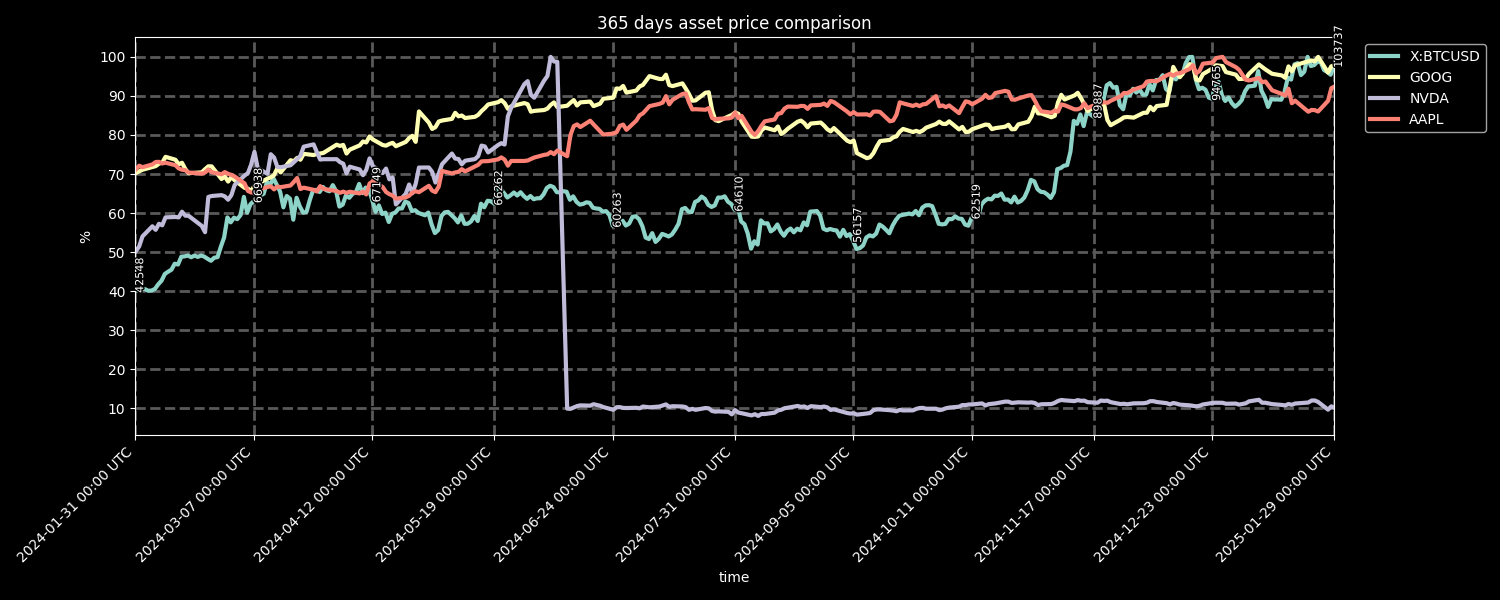 365 days asset price comparison
X:BTCUSD
GOOG
NVDA
AAPL
%
100
90
80
70
60
50
40
30
20
10
42548
66938
67149
66262
60263
64610
56157
62519
89887
94765
103737
2024-01-31 00:00 UTC
2024-03-07 00:00 UTC
2024-04-12 00:00 UTC
2024-05-19 00:00 UTC
2024-06-24 00:00 UTC
2024-07-31 00:00 UTC
2024-09-05 00:00 UTC
2024-10-11 00:00 UTC
2024-11-17 00:00 UTC
2024-12-23 00:00 UTC
2025-01-29 00:00 UTC
time